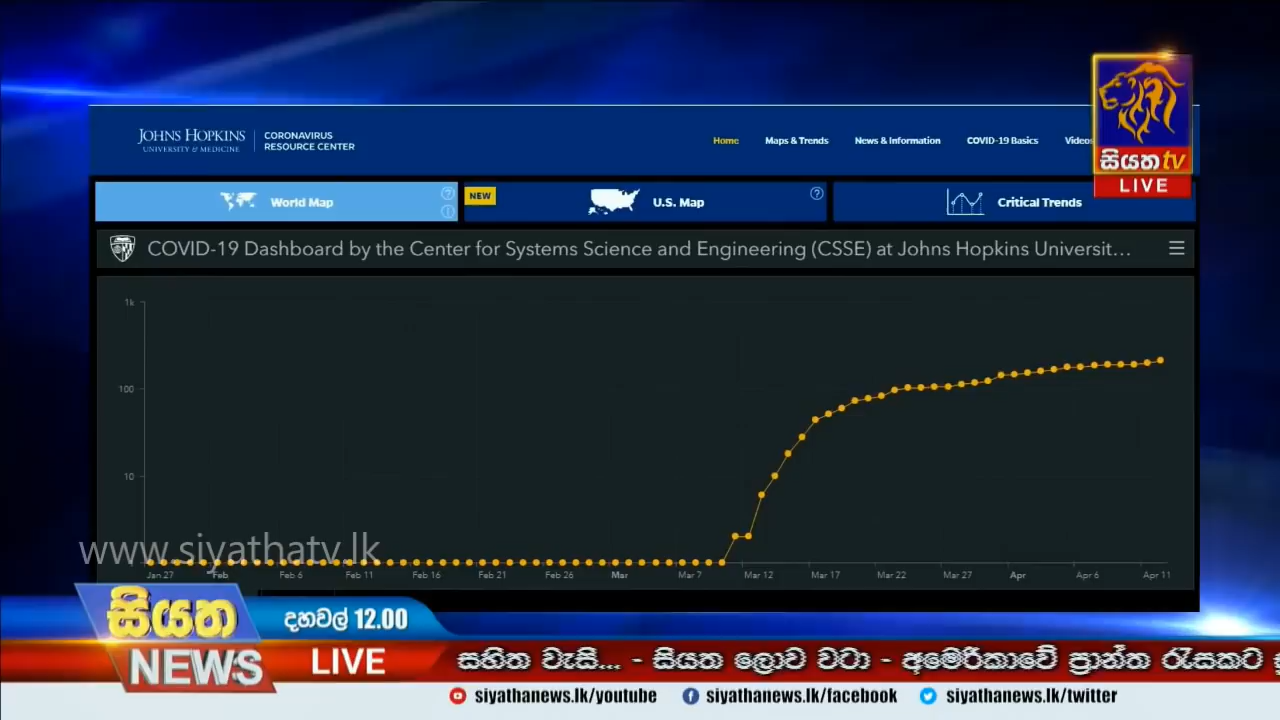 JOHNS HOPKINS
UNIVERSITY & MEDICINE
CORONAVIRUS
RESOURCE CENTER
Home
Maps & Trends
News & Information
COVID-19 Basics
Videos
සියත tv
LIVE
World Map
NEW
U.S. Map
Critical Trends
COVID-19 Dashboard by the Center for Systems Science and Engineering (CSSE) at Johns Hopkins Universit...
1k
100
10
Jan 27 Feb Feb 6 Feb 11 Feb 16 Feb 21 Feb 26 Mar Mar 7 Mar 12 Mar 17 Mar 22 Mar 27 Apr Apr 6 Apr 11
www.siyathatv.lk
සියත
NEWS
දහවල් 12.00
LIVE
සහිත වැසි... - සියත ලොව වටා - අමෙරිකාවේ ප්‍රාන්ත රැසකට
siyathanews.lk/youtube
siyathanews.lk/facebook
siyathanews.lk/twitter